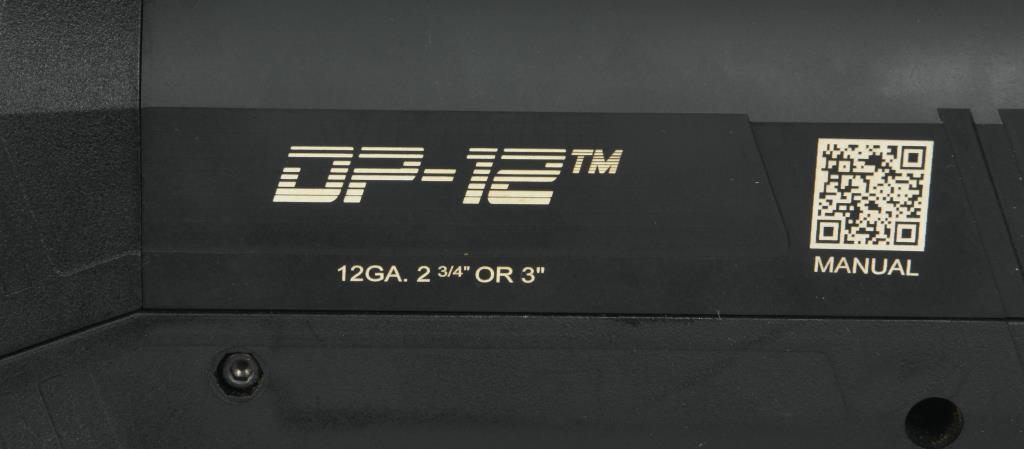 DP-12™
12GA. 2 3/4" OR 3"
MANUAL